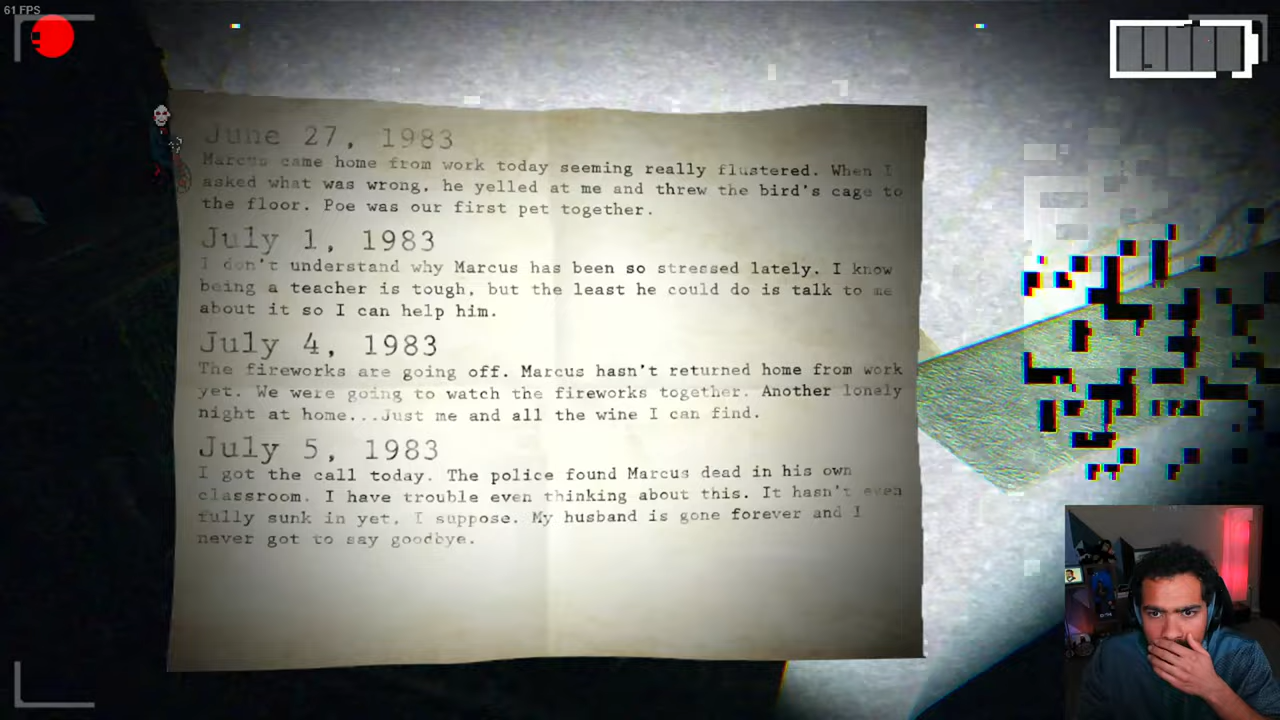 61 FPS
June 27, 1983
Marcus came home from work today seeming really flustered. When I
asked what was wrong, he yelled at me and threw the bird's cage to
the floor. Poe was our first pet together.
July 1, 1983
I don't understand why Marcus has been so stressed lately. I know
being a teacher is tough, but the least he could do is talk to me
about it so I can help him.
July 4, 1983
The fireworks are going off. Marcus hasn't returned home from work
yet. We were going to watch the fireworks together. Another lonely
night at home...Just me and all the wine I can find.
July 5, 1983
I got the call today. The police found Marcus dead in his own
classroom. I have trouble even thinking about this. It hasn't even
fully sunk in yet, I suppose. My husband is gone forever and I
never got to say goodbye.